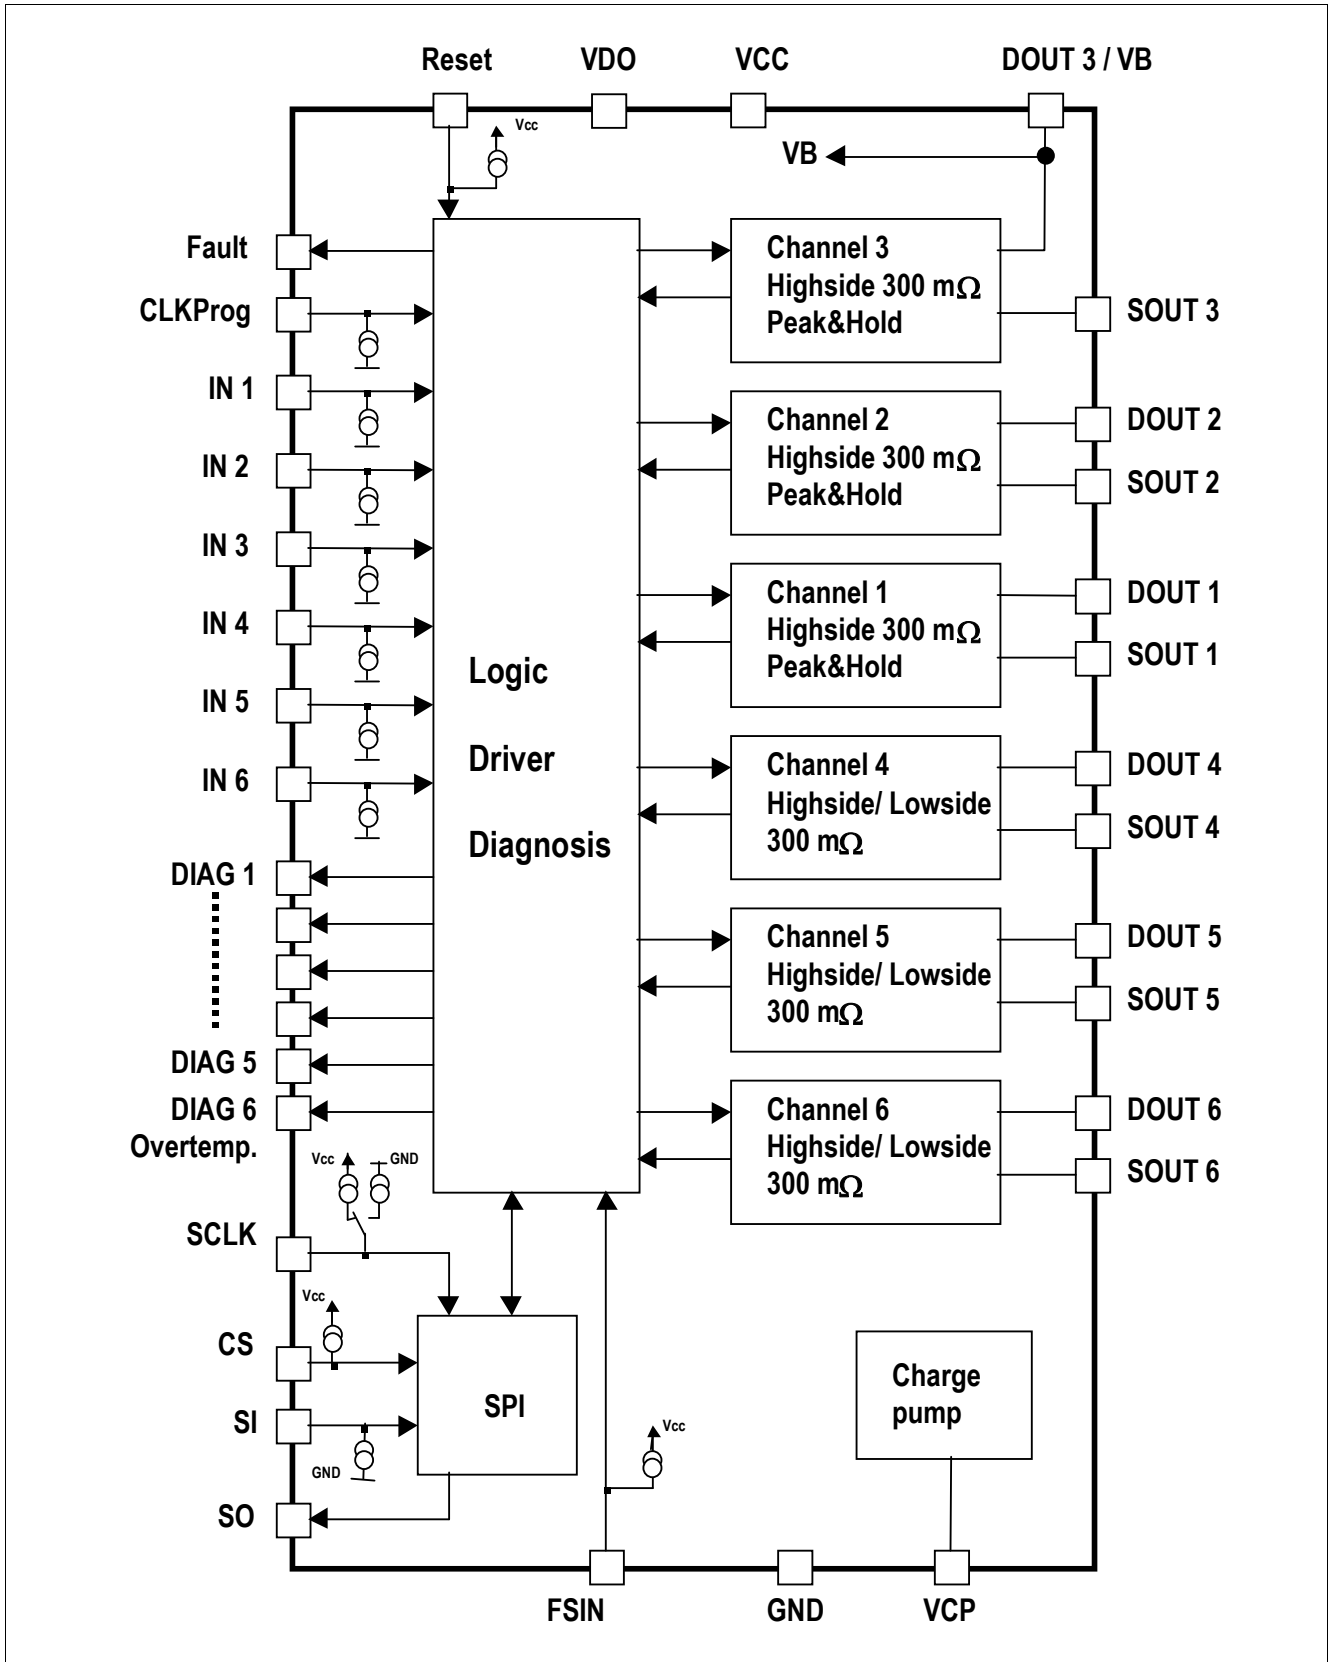 Reset
VDO
VCC
DOUT 3 / VB
Vcc
VB
Fault
CLKProg
IN 1
IN 2
IN 3
IN 4
IN 5
IN 6
DIAG 1
DIAG 5
DIAG 6
Overtemp.
Logic
Driver
Diagnosis
Channel 3
Highside 300 mΩ
Peak&Hold
SOUT 3
Channel 2
Highside 300 mΩ
Peak&Hold
DOUT 2
SOUT 2
Channel 1
Highside 300 mΩ
Peak&Hold
DOUT 1
SOUT 1
Channel 4
Highside/ Lowside
300 mΩ
DOUT 4
SOUT 4
Channel 5
Highside/ Lowside
300 mΩ
DOUT 5
SOUT 5
Channel 6
Highside/ Lowside
300 mΩ
DOUT 6
SOUT 6
Vcc
GND
SCLK
Vcc
CS
SI
GND
SO
SPI
Vcc
Charge
pump
FSIN
GND
VCP